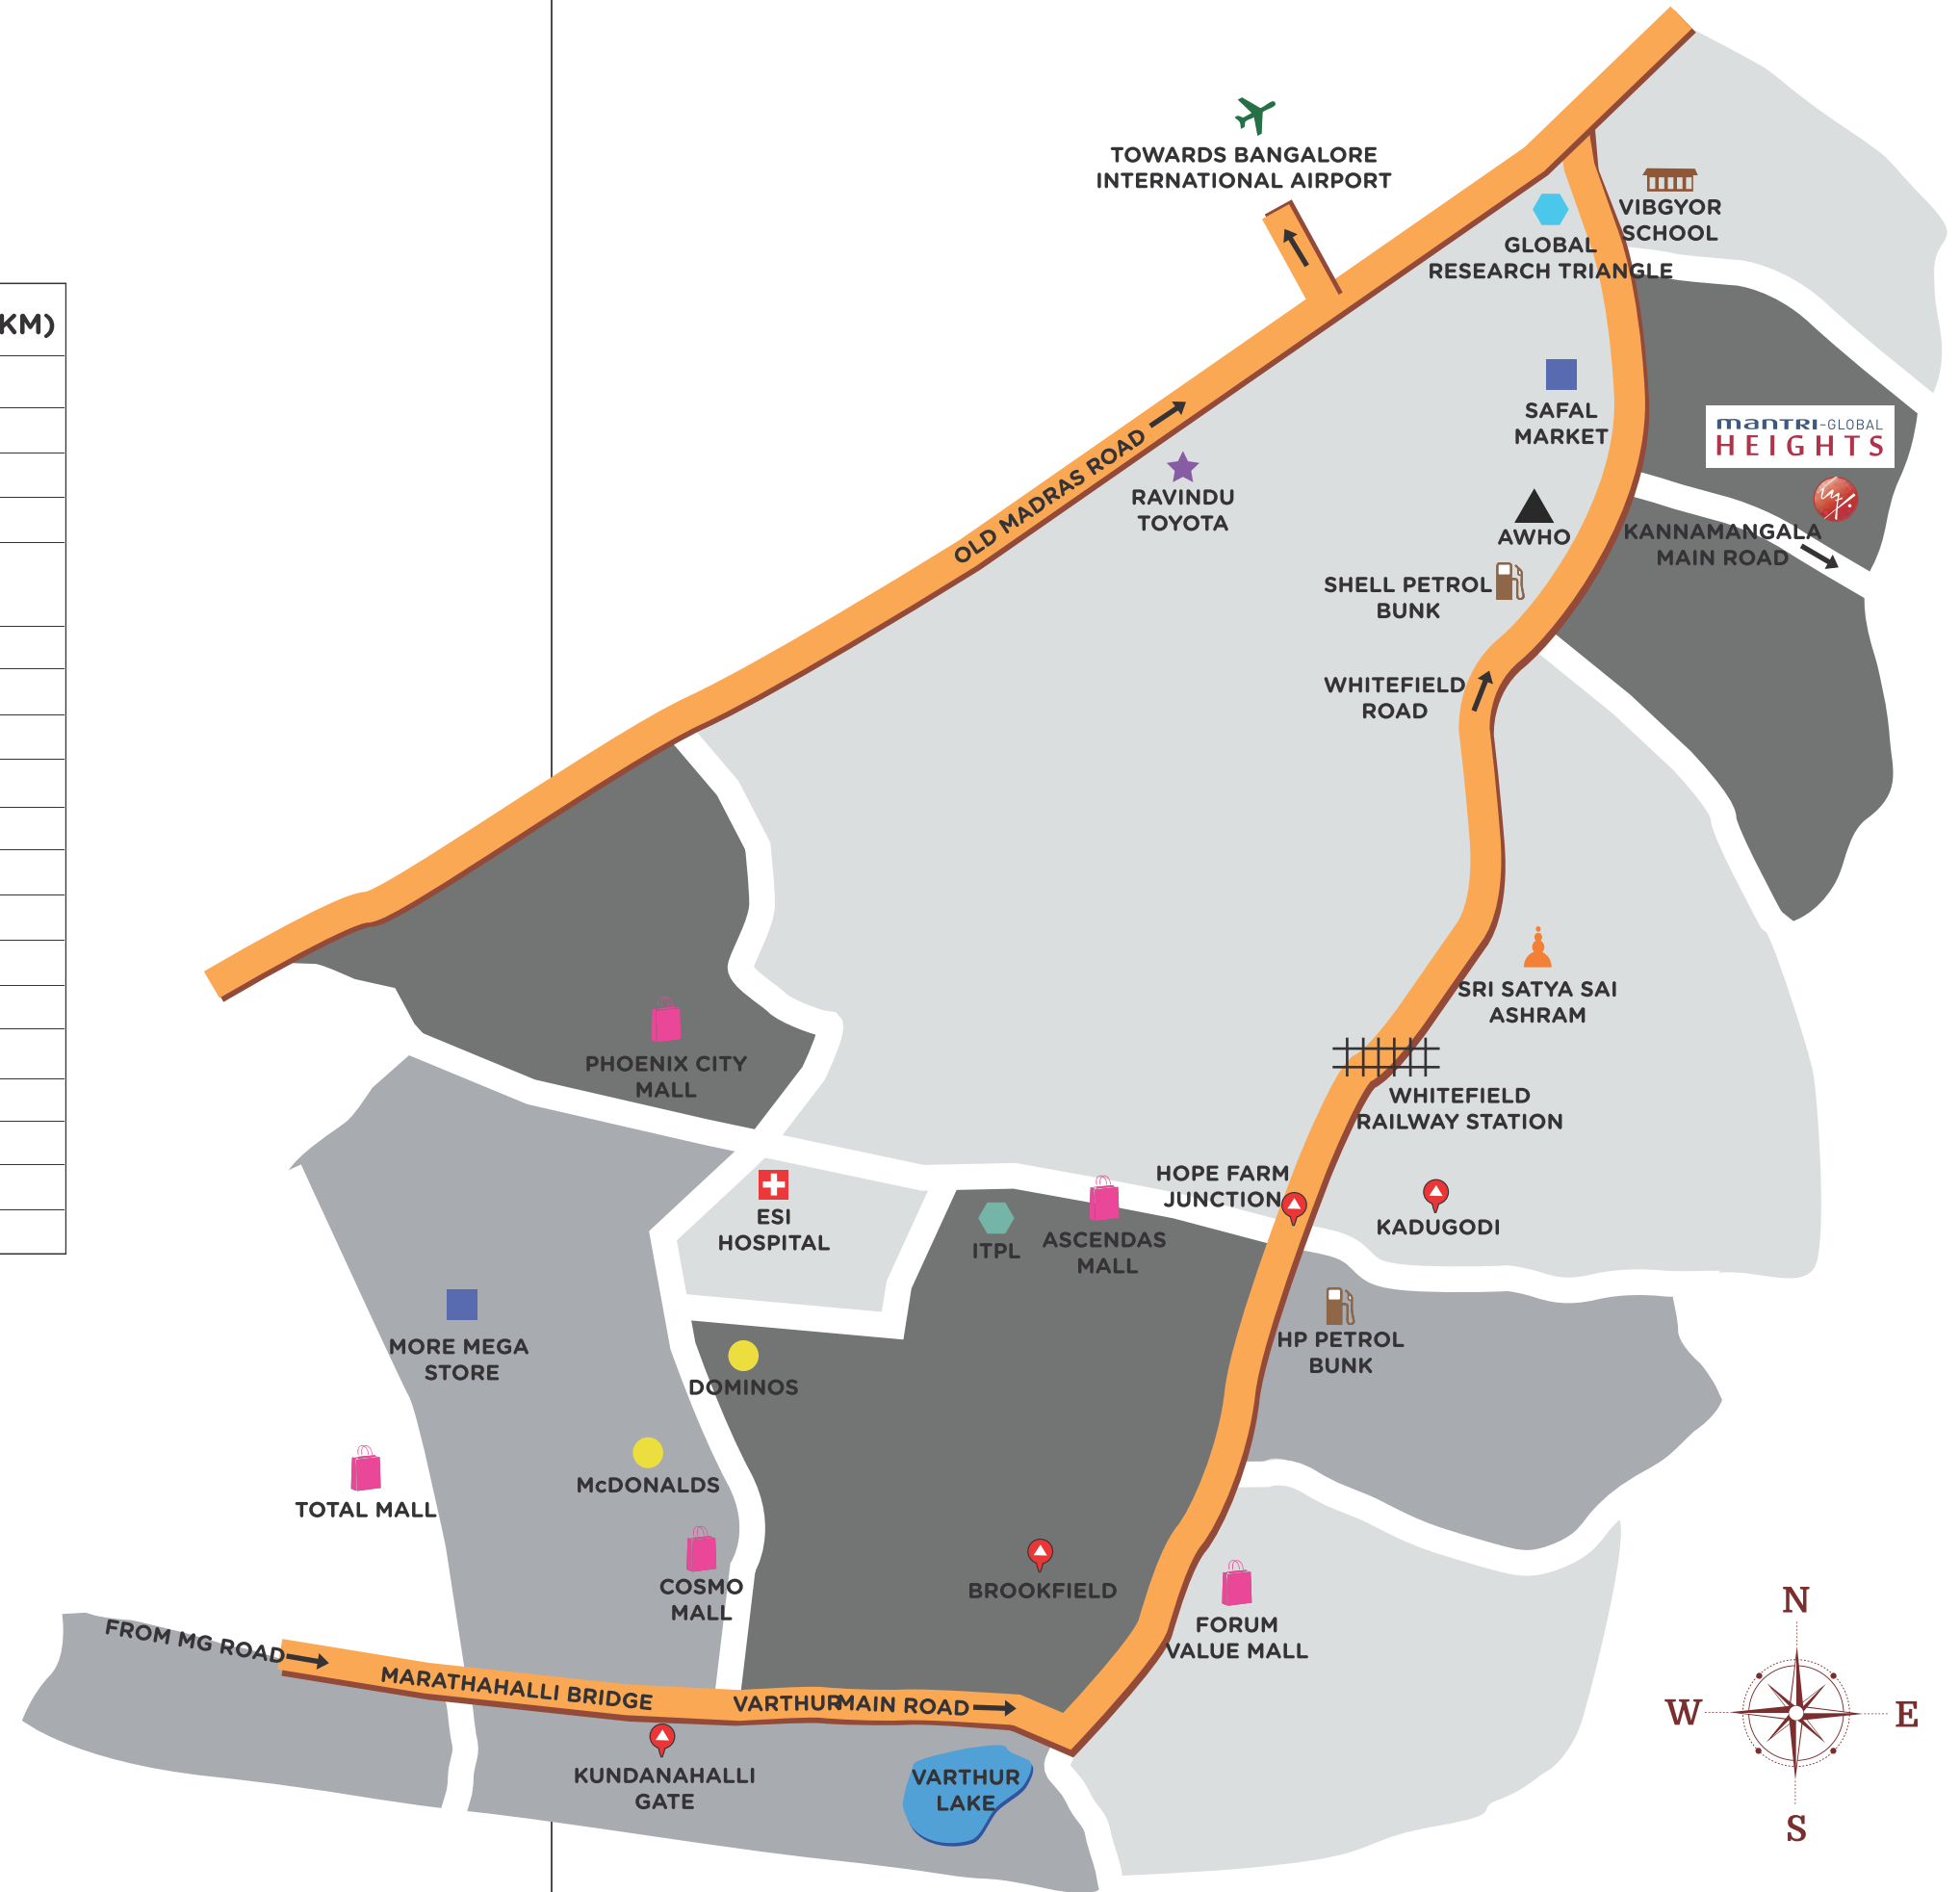 KM)
TOWARDS BANGALORE
INTERNATIONAL AIRPORT
VIBGYOR
SCHOOL
GLOBAL
RESEARCH TRIANGLE
SAFAL
MARKET
mantri-GLOBAL
HEIGHTS
OLD MADRAS ROAD
RAVINDU
TOYOTA
AWHO
KANNAMANGALA
MAIN ROAD
SHELL PETROL
BUNK
WHITEFIELD
ROAD
SRI SATYA SAI
ASHRAM
PHOENIX CITY
MALL
WHITEFIELD
RAILWAY STATION
HOPE FARM
JUNCTION
KADUGODI
ESI
HOSPITAL
ITPL
ASCENDAS
MALL
HP PETROL
BUNK
MORE MEGA
STORE
DOMINOS
McDONALDS
TOTAL MALL
COSMO
MALL
BROOKFIELD
FORUM
VALUE MALL
FROM MG ROAD
MARATHAHALLI BRIDGE
VARTHUR MAIN ROAD
KUNDANAHALLI
GATE
VARTHUR
LAKE
N
W
E
S